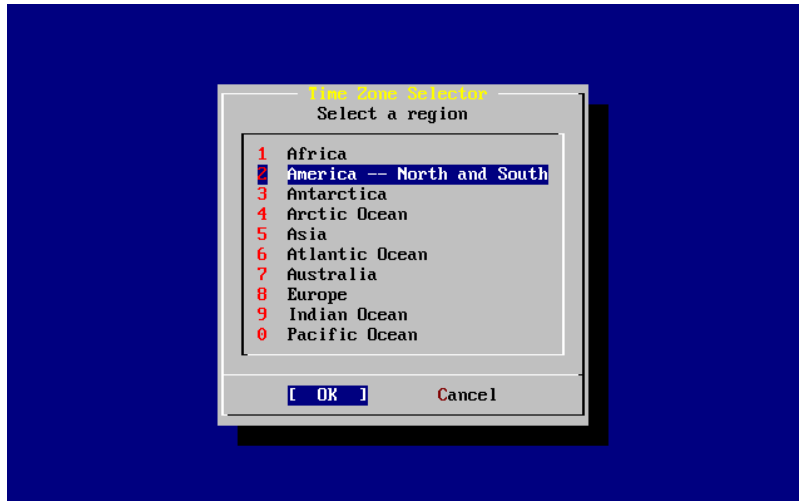 Time Zone Selector
Select a region
1 Africa
2 America -- North and South
3 Antarctica
4 Arctic Ocean
5 Asia
6 Atlantic Ocean
7 Australia
8 Europe
9 Indian Ocean
0 Pacific Ocean
[ OK ] Cancel